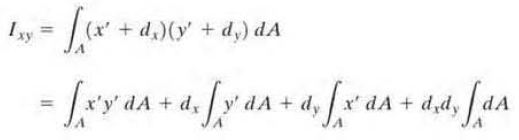 I_{xy} = \int_A (x' + d_x)(y' + d_y) dA
= \int_A x'y' dA + d_x \int_A y' dA + d_y \int_A x' dA + d_x d_y \int_A dA